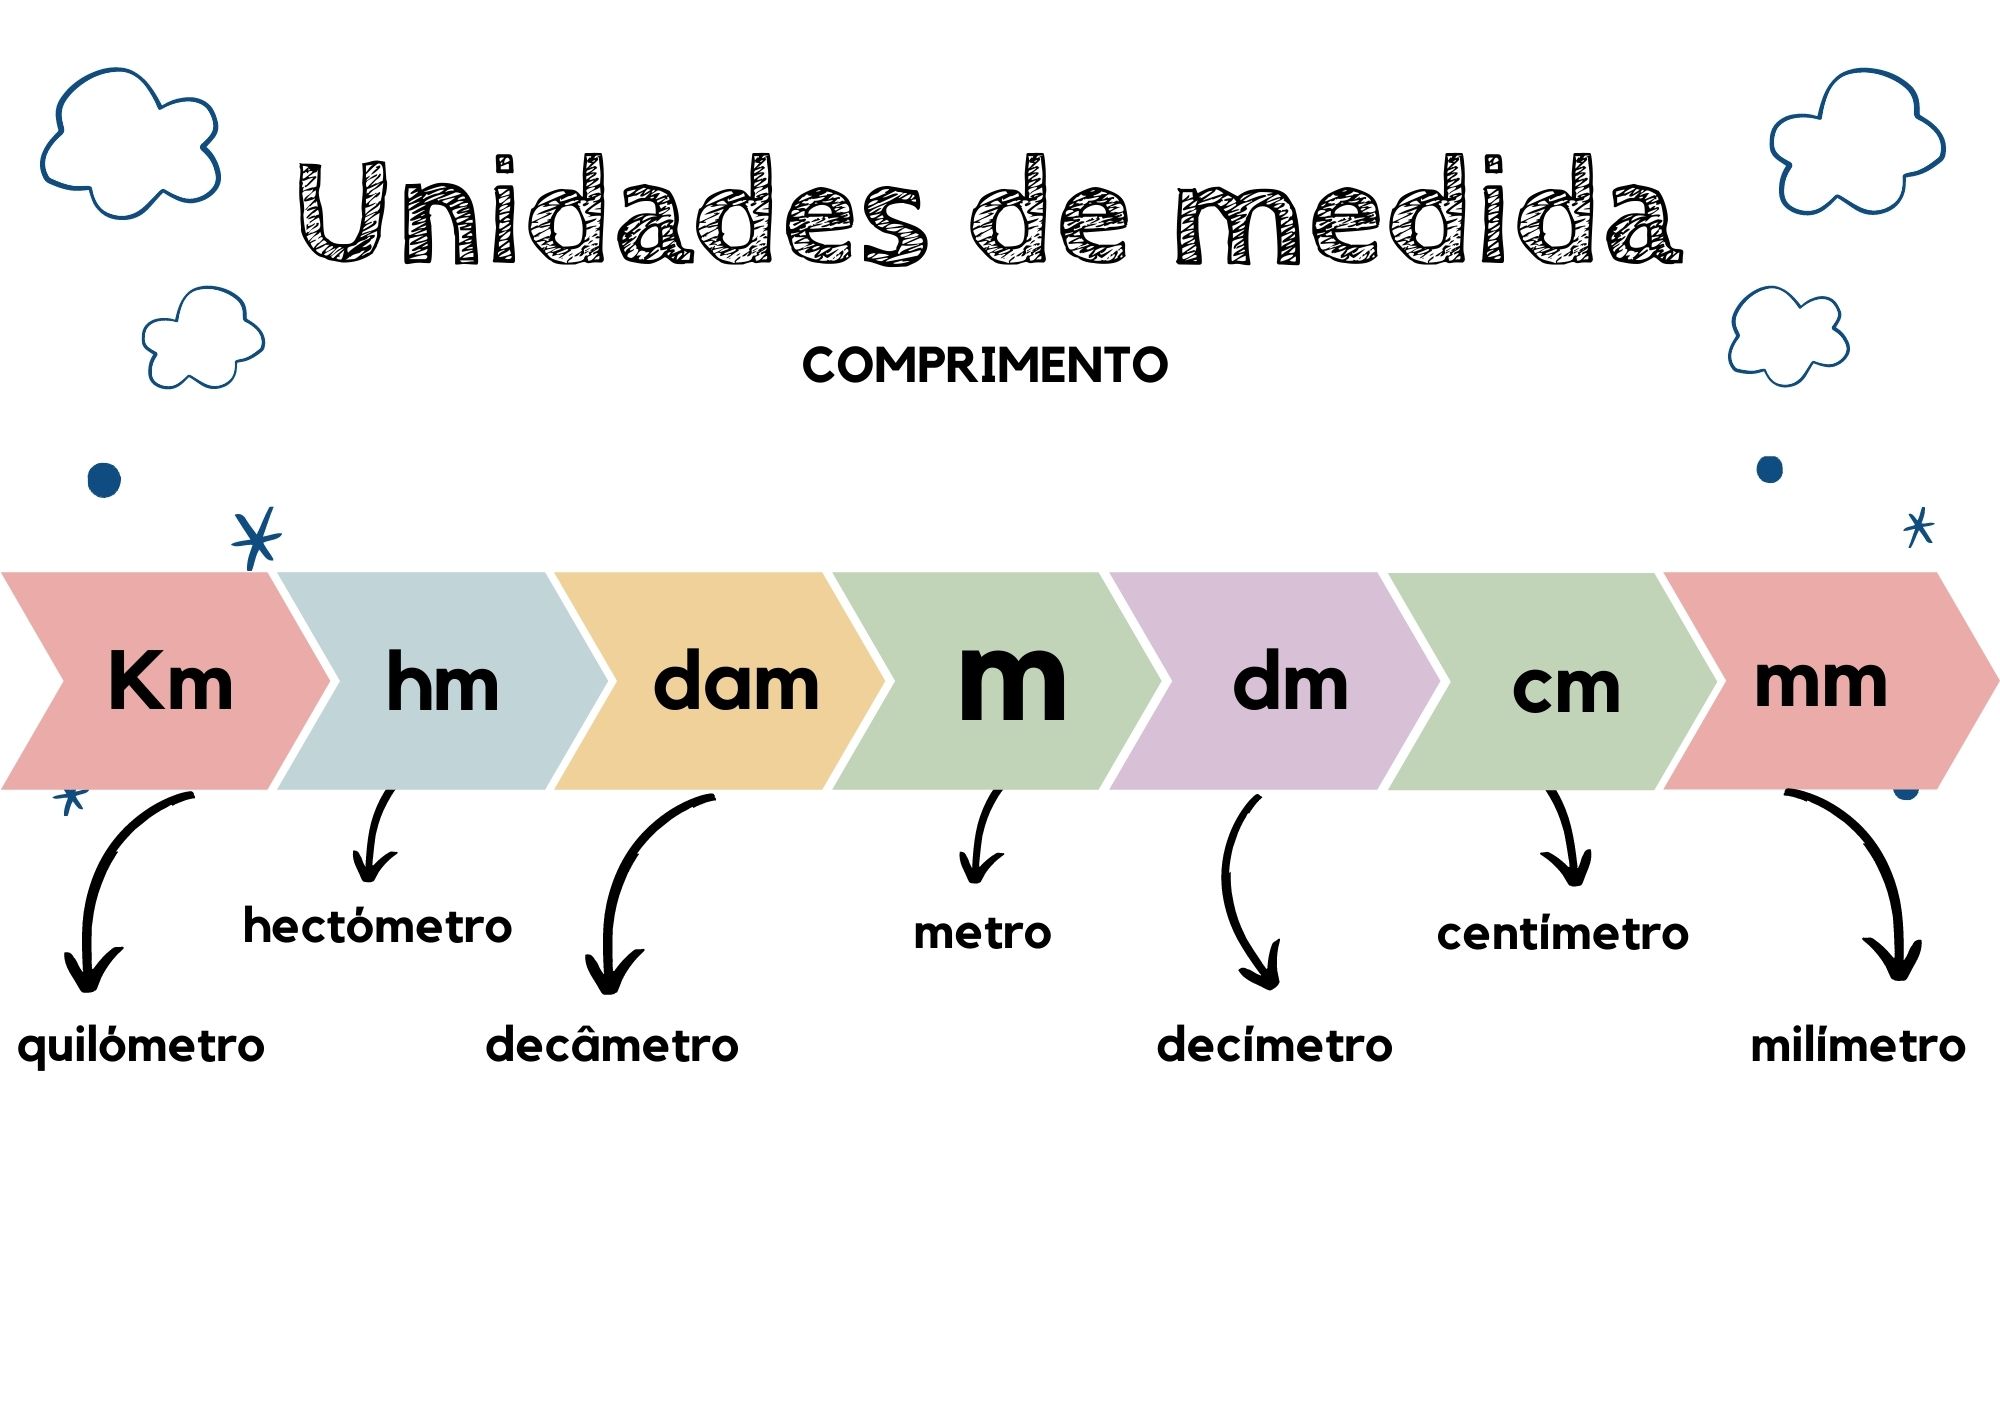 Unidades de medida
COMPRIMENTO
Km hm dam m dm cm mm
hectómetro metro centímetro
quilómetro decâmetro decímetro milímetro